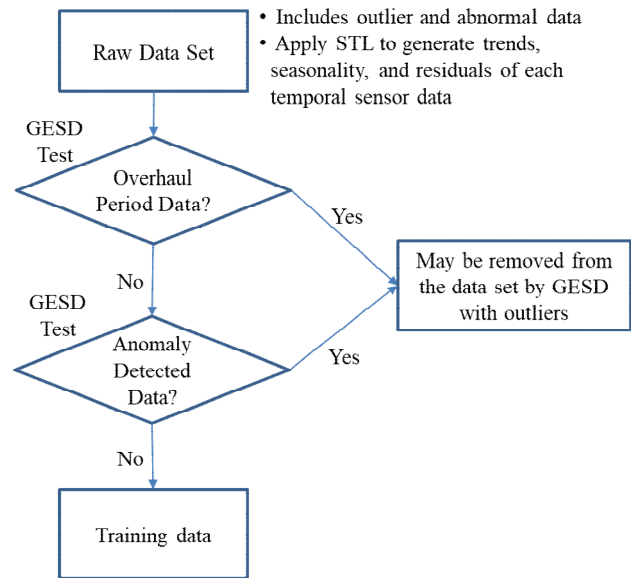 Raw Data Set
• Includes outlier and abnormal data
• Apply STL to generate trends,
seasonality, and residuals of each
temporal sensor data
GESD
Test
Overhaul
Period Data?
Yes
No
May be removed from
the data set by GESD
with outliers
GESD
Test
Anomaly
Detected
Data?
Yes
No
Training data